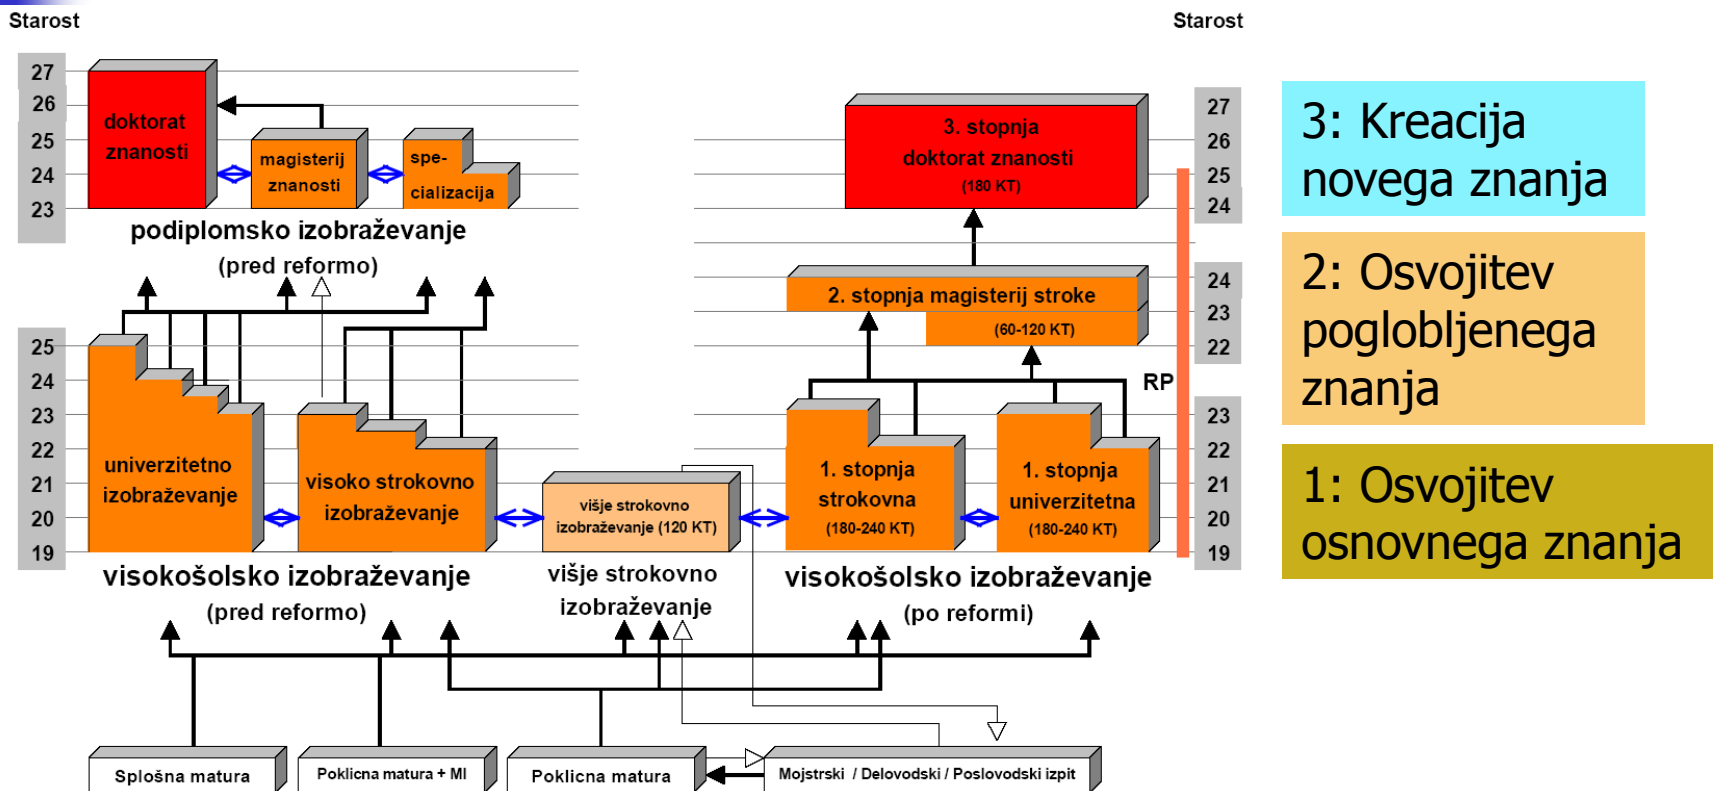 Starost
Starost
27
26
25
24
23
doktorat
znanosti
magisterij
znanosti
spe-
cializacija
podiplomsko izobraževanje
(pred reformo)
25
24
23
22
21
20
19
univerzitetno
izobraževanje
visoko strokovno
izobraževanje
visokošolsko izobraževanje
(pred reformo)
višje strokovno
izobraževanje (120 KT)
višje strokovno
izobraževanje
3. stopnja
doktorat znanosti
(180 KT)
2. stopnja magisterij stroke
(60-120 KT)
RP
1. stopnja
strokovna
(180-240 KT)
1. stopnja
univerzitetna
(180-240 KT)
visokošolsko izobraževanje
(po reformi)
27
26
25
24
24
23
22
23
22
21
20
19
3: Kreacija
novega znanja
2: Osvojitev
poglobljenega
znanja
1: Osvojitev
osnovnega znanja
Splošna matura
Poklicna matura + MI
Poklicna matura
Mojstrski / Delovodski / Poslovodski izpit